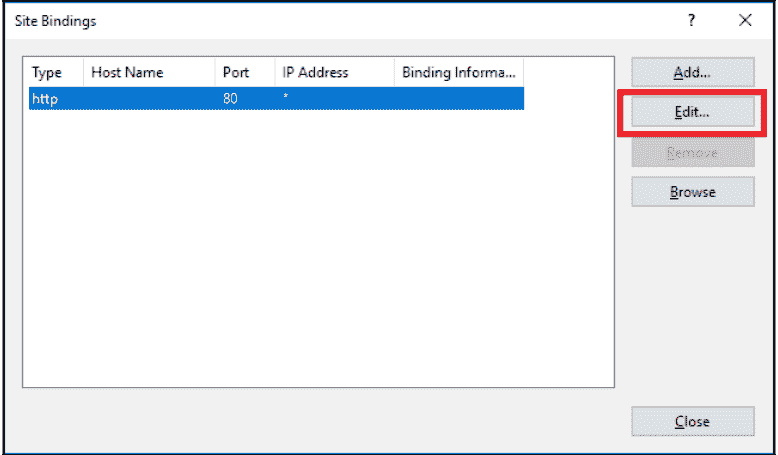 Site Bindings
?
Type Host Name Port IP Address Binding Informa...
http 80 *
Add...
Edit...
Remove
Browse
Close